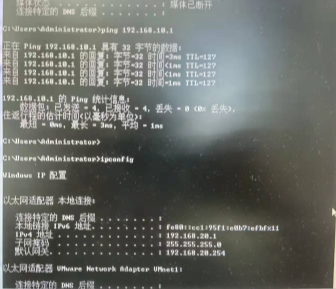 媒体状态 . . . . . . . . . . . . : 媒体已断开
连接特定的 DNS 后缀 . . . . . . . :
C:\Users\Administrator>ping 192.168.10.1
正在 Ping 192.168.10.1 具有 32 字节的数据:
来自 192.168.10.1 的回复: 字节=32 时间=3ms TTL=127
来自 192.168.10.1 的回复: 字节=32 时间<1ms TTL=127
来自 192.168.10.1 的回复: 字节=32 时间<1ms TTL=127
来自 192.168.10.1 的回复: 字节=32 时间=1ms TTL=127
192.168.10.1 的 Ping 统计信息:
数据包: 已发送 = 4, 已接收 = 4, 丢失 = 0 (0% 丢失),
往返行程的估计时间(以毫秒为单位):
最短 = 0ms, 最长 = 3ms, 平均 = 1ms
C:\Users\Administrator>
C:\Users\Administrator>ipconfig
Windows IP 配置
以太网适配器 本地连接:
连接特定的 DNS 后缀 . . . . . . . :
本地链接 IPv6 地址. . . . . . . . :
IPv4 地址 . . . . . . . . . . . . : 192.168.20.1
子网掩码 . . . . . . . . . . . . : 255.255.255.0
默认网关. . . . . . . . . . . . . : 192.168.20.254
以太网适配器 VMware Network Adapter VMnet1:
连接特定的 DNS 后缀 . . . . . . . :